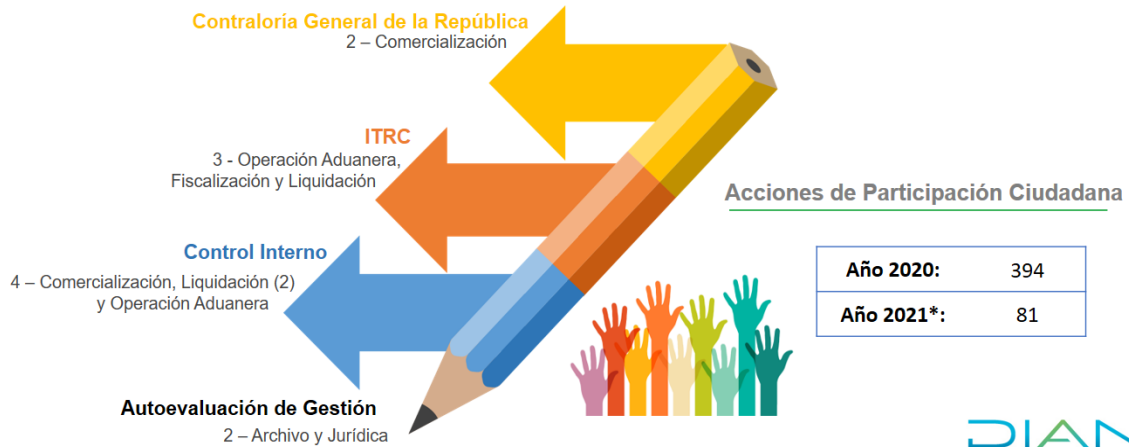 Contraloría General de la República
2 – Comercialización
ITRC
3 - Operación Aduanera,
Fiscalización y Liquidación
Control Interno
4 – Comercialización, Liquidación (2)
y Operación Aduanera
Autoevaluación de Gestión
2 – Archivo y Jurídica
Acciones de Participación Ciudadana
Año 2020: 394
Año 2021*: 81
DIAN